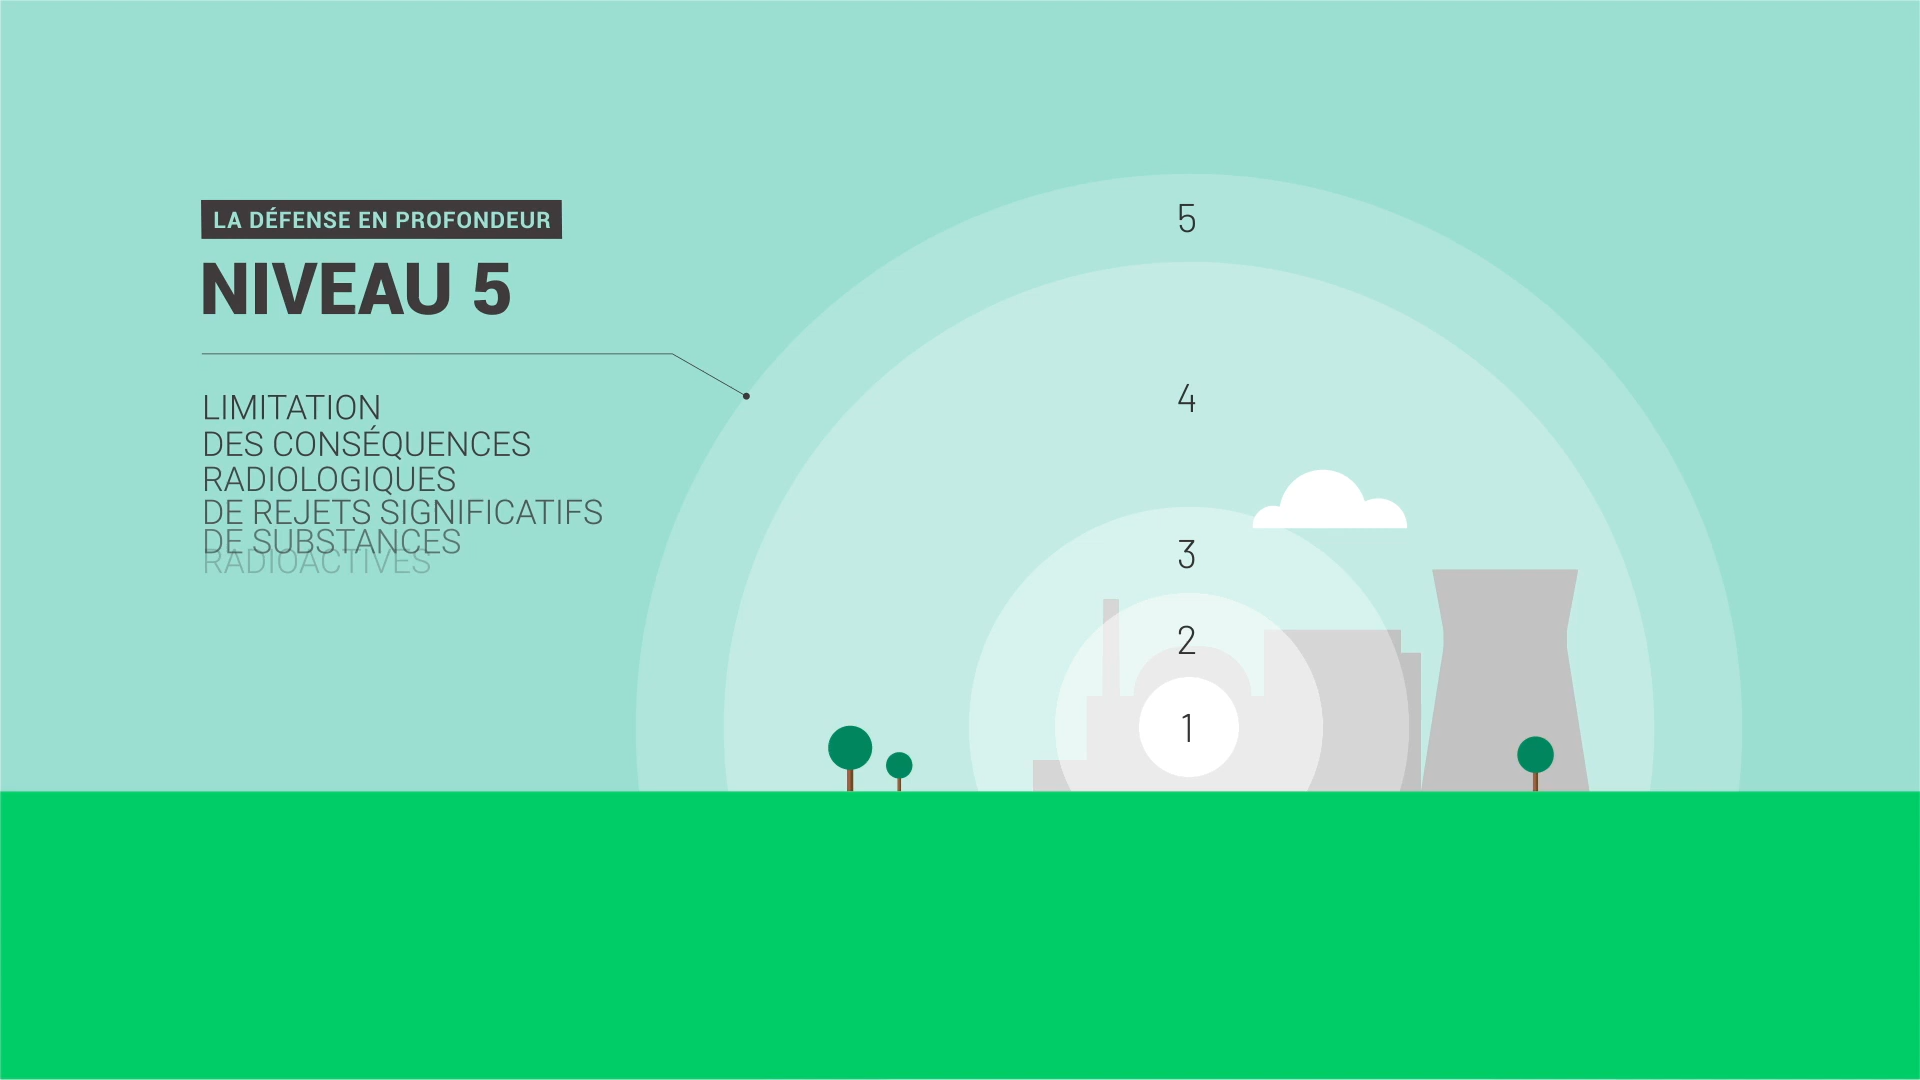 LA DÉFENSE EN PROFONDEUR
NIVEAU 5
LIMITATION
DES CONSÉQUENCES
RADIOLOGIQUES
DE REJETS SIGNIFICATIFS
DE SUBSTANCES
RADIOACTIVES
5
4
3
2
1